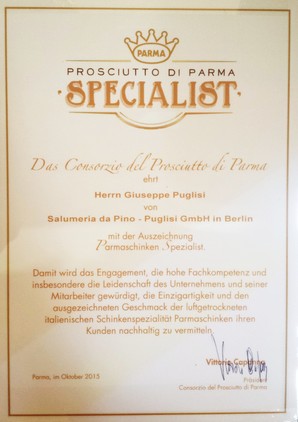 PARMA
PROSCIUTTO DI PARMA
SPECIALIST
Das Consorzio del Prosciutto di Parma
ehrt
Herrn Giuseppe Puglisi
von
Salumeria da Pino - Puglisi GmbH in Berlin
mit der Auszeichnung
Parmaschinken Spezialist.
Damit wird das Engagement, die hohe Fachkompetenz und
insbesondere die Leidenschaft des Unternehmens und seiner
Mitarbeiter gewürdigt, die Einzigartigkeit und den
ausgezeichneten Geschmack der luftgetrockneten
italienischen Schinkenspezialität Parmaschinken ihren
Kunden nachhaltig zu vermitteln.
Vittorio
Parma, im Oktober 2015
Präsident
Consorzio del Prosciutto di Parma